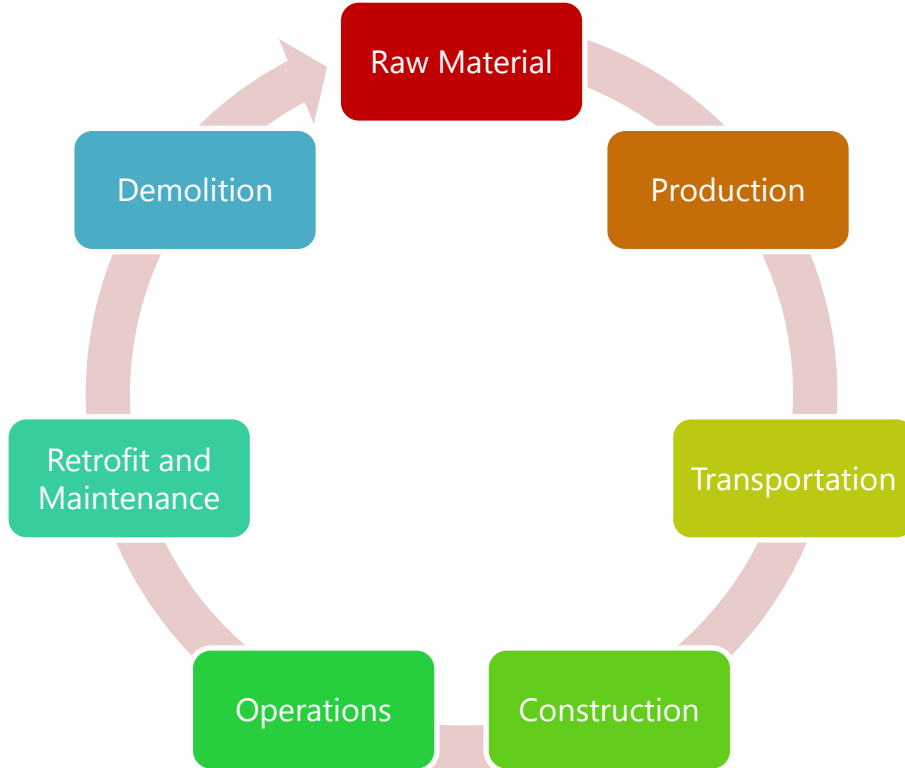 Raw Material
Production
Transportation
Construction
Operations
Retrofit and
Maintenance
Demolition